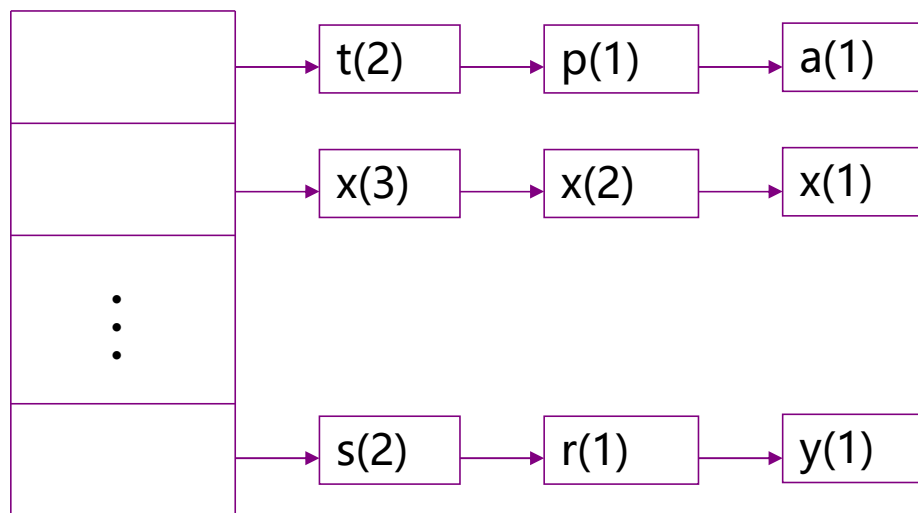 t(2) p(1) a(1)
x(3) x(2) x(1)
s(2) r(1) y(1)